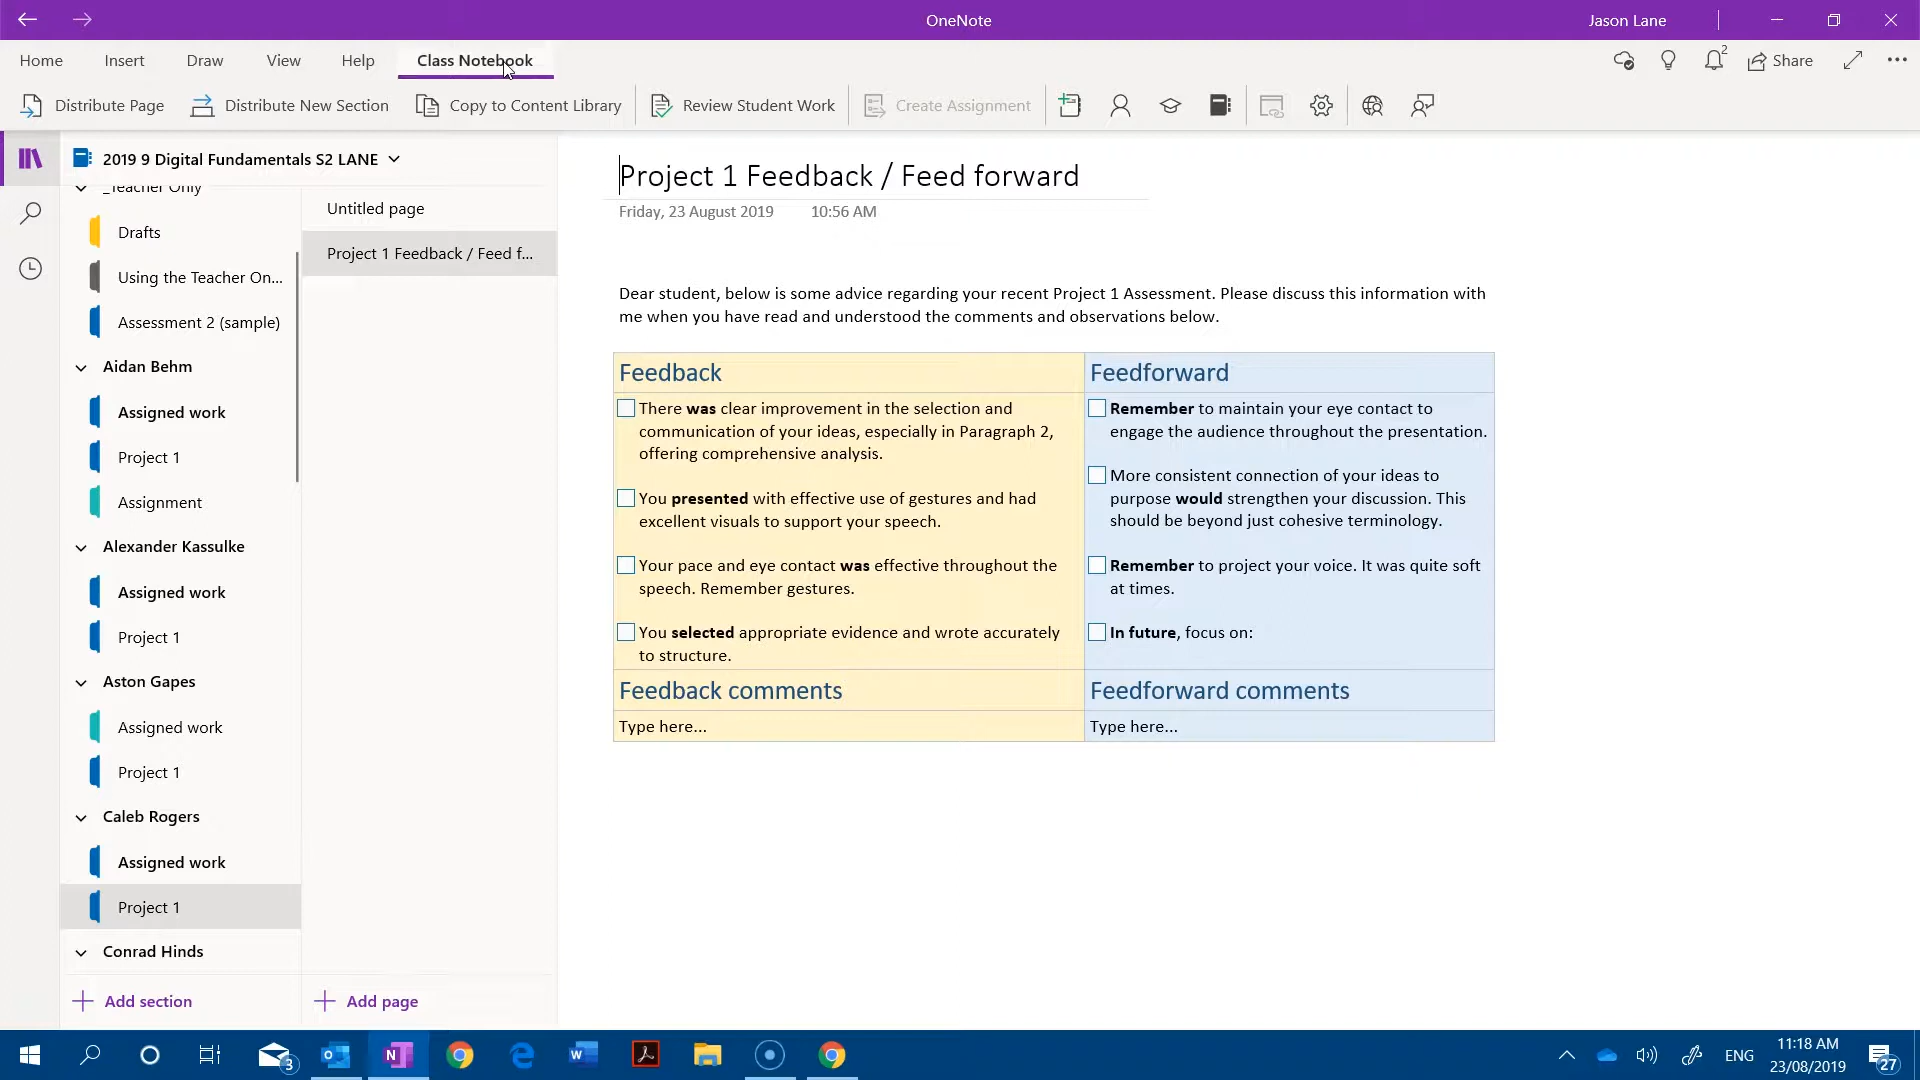 OneNote
Jason Lane
Home
Insert
Draw
View
Help
Class Notebook
2
Share
Distribute Page
Distribute New Section
Copy to Content Library
Review Student Work
Create Assignment
2019 9 Digital Fundamentals S2 LANE
_Teacher Only
Drafts
Using the Teacher On...
Assessment 2 (sample)
Aidan Behm
Assigned work
Project 1
Assignment
Alexander Kassulke
Assigned work
Project 1
Aston Gapes
Assigned work
Project 1
Caleb Rogers
Assigned work
Project 1
Conrad Hinds
Add section
Untitled page
Project 1 Feedback / Feed f...
Add page
Project 1 Feedback / Feed forward
Friday, 23 August 2019 10:56 AM
Dear student, below is some advice regarding your recent Project 1 Assessment. Please discuss this information with
me when you have read and understood the comments and observations below.
Feedback
There was clear improvement in the selection and
communication of your ideas, especially in Paragraph 2,
offering comprehensive analysis.
You presented with effective use of gestures and had
excellent visuals to support your speech.
Your pace and eye contact was effective throughout the
speech. Remember gestures.
You selected appropriate evidence and wrote accurately
to structure.
Feedforward
Remember to maintain your eye contact to
engage the audience throughout the presentation.
More consistent connection of your ideas to
purpose would strengthen your discussion. This
should be beyond just cohesive terminology.
Remember to project your voice. It was quite soft
at times.
In future, focus on:
Feedback comments
Type here...
Feedforward comments
Type here...
3
ENG
11:18 AM
23/08/2019
27